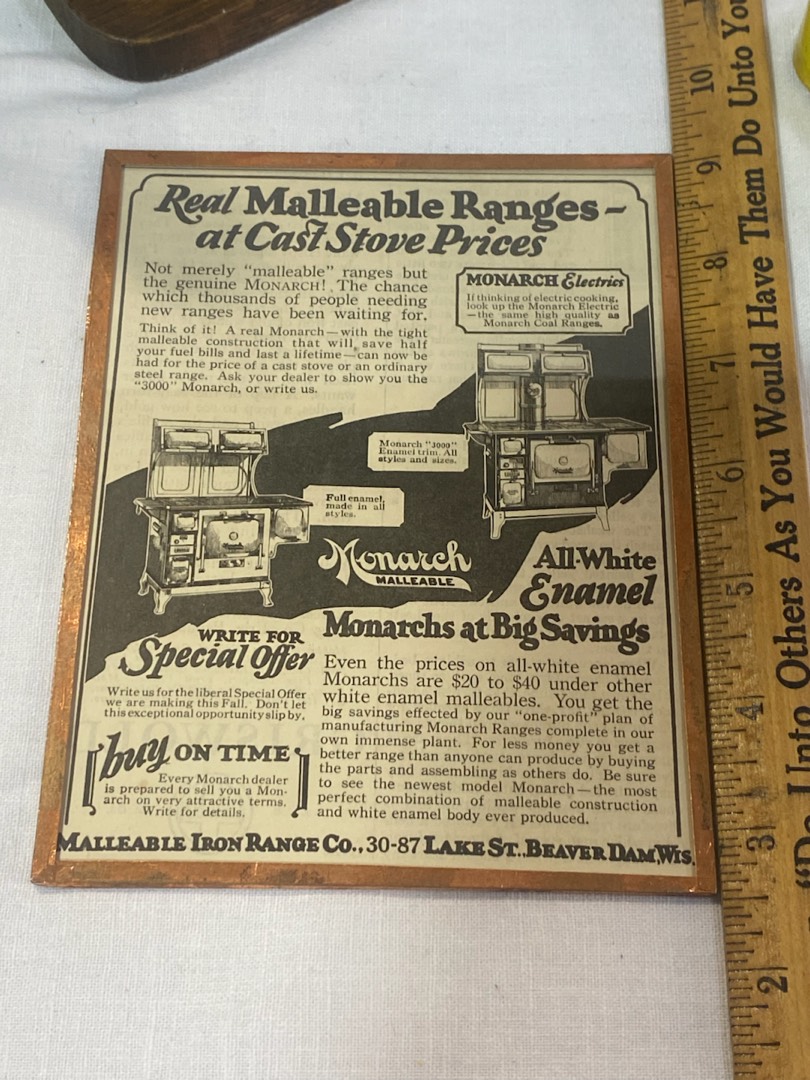 Real Malleable Ranges—
at Cast Stove Prices
Not merely "malleable" ranges but
the genuine MONARCH! The chance
which thousands of people needing
new ranges have been waiting for.
Think of it! A real Monarch—with the tight
malleable construction that will save half
your fuel bills and last a lifetime—can now be
had for the price of a cast stove or an ordinary
steel range. Ask your dealer to show you the
"3000" Monarch, or write us.
MONARCH Electrics
If thinking of electric cooking,
look up the Monarch Electric
—the same high quality as
Monarch Coal Ranges.
Monarch "3000"
Enamel trim. All
styles and sizes.
Full enamel,
made in all
styles.
Monarch
MALLEABLE
All-White
Enamel
Monarchs at Big Savings
WRITE FOR
Special Offer
Write us for the liberal Special Offer
we are making this Fall. Don't let
this exceptional opportunity slip by.
buy ON TIME
Every Monarch dealer
is prepared to sell you a Mon-
arch on very attractive terms.
Write for details.
Even the prices on all-white enamel
Monarchs are $20 to $40 under other
white enamel malleables. You get the
big savings effected by our "one-profit" plan of
manufacturing Monarch Ranges complete in our
own immense plant. For less money you get a
better range than anyone can produce by buying
the parts and assembling as others do. Be sure
to see the newest model Monarch—the most
perfect combination of malleable construction
and white enamel body ever produced.
MALLEABLE IRON RANGE CO., 30-87 LAKE ST., BEAVER DAM, WIS.
"Do Unto Others As You Would Have Them Do Unto You
2 3 4 5 6 7 8 9 10